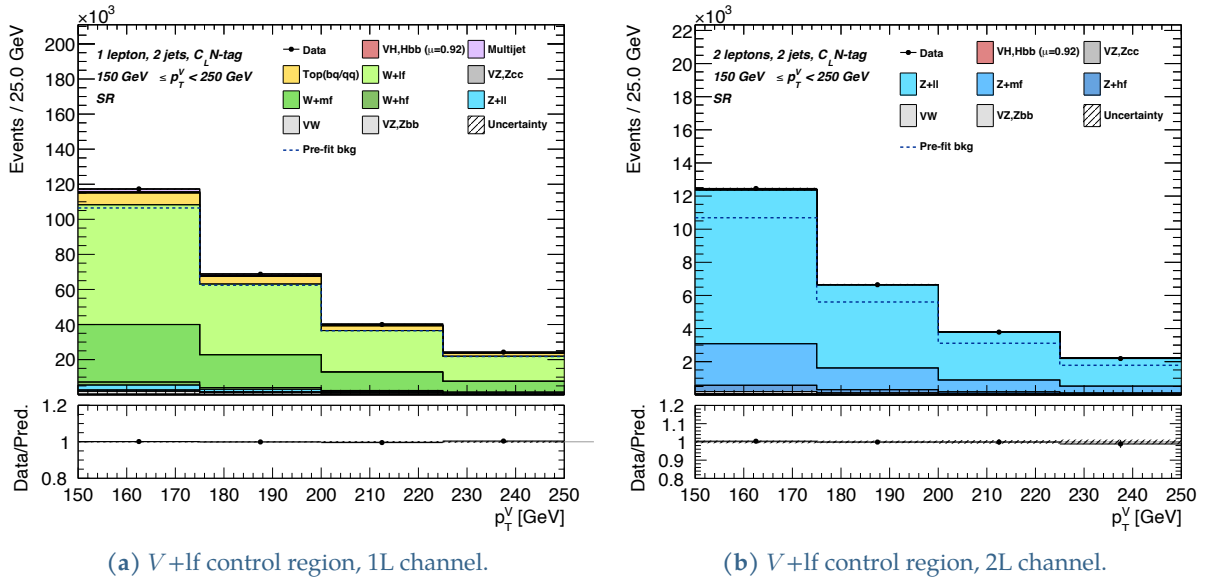 ×10³
Events / 25.0 GeV
200
180
160
140
120
100
80
60
40
20
1 lepton, 2 jets, C_L N-tag
150 GeV ≤ p_T^V < 250 GeV
SR
Data
VH,Hbb (μ=0.92)
Multijet
Top(bq/qq)
W+lf
VZ,Zcc
W+mf
W+hf
Z+ll
VW
VZ,Zbb
Uncertainty
Pre-fit bkg
Data/Pred.
1.2
1
0.8
150 160 170 180 190 200 210 220 230 240 250
p_T^V [GeV]
(a) V+lf control region, 1L channel.
×10³
Events / 25.0 GeV
22
20
18
16
14
12
10
8
6
4
2
2 leptons, 2 jets, C_L N-tag
150 GeV ≤ p_T^V < 250 GeV
SR
Data
VH,Hbb (μ=0.92)
VZ,Zcc
Z+ll
Z+mf
Z+hf
VW
VZ,Zbb
Uncertainty
Pre-fit bkg
Data/Pred.
1.2
1.1
1
0.9
0.8
150 160 170 180 190 200 210 220 230 240 250
p_T^V [GeV]
(b) V+lf control region, 2L channel.